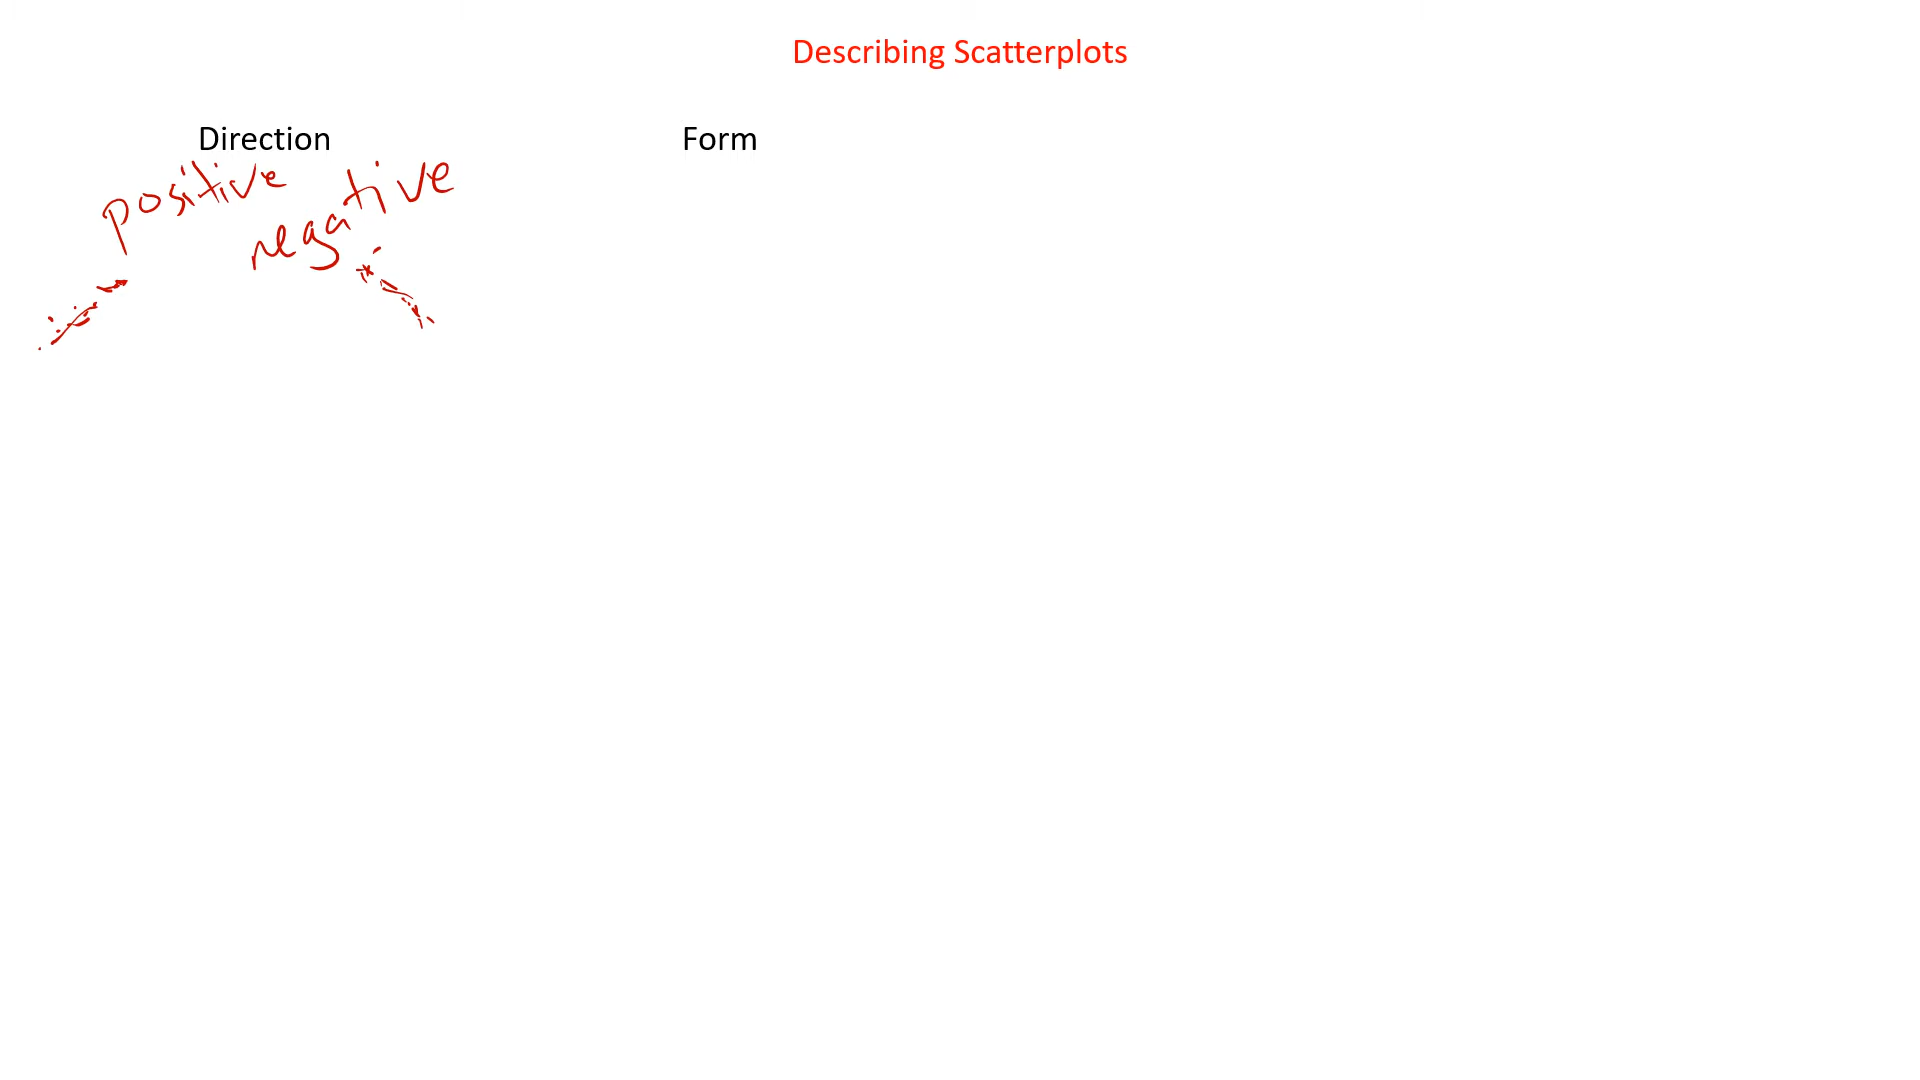 Describing Scatterplots
Direction
Form
positive
negative